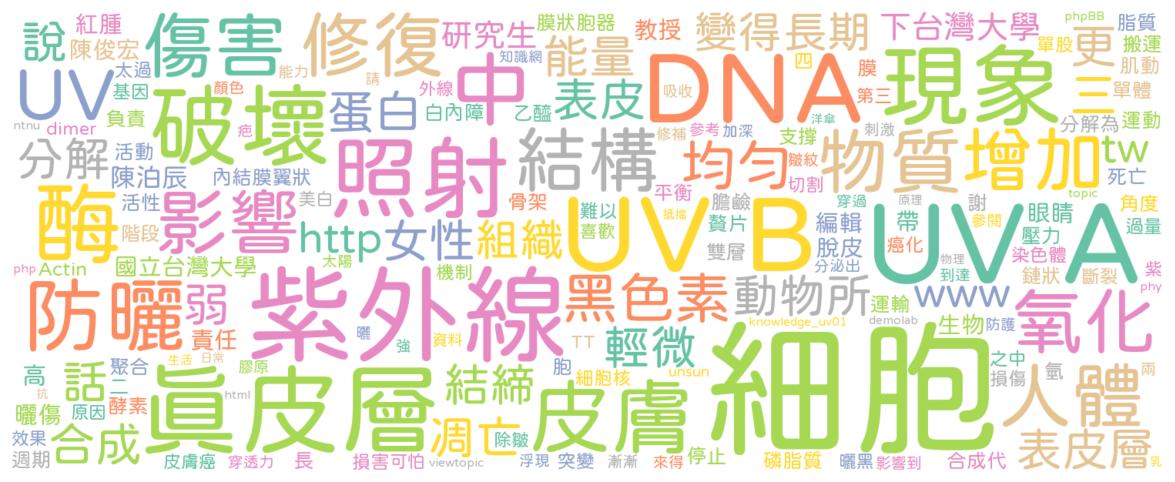 說
紅腫
陳俊宏
傷害
修復
研究生
膜狀胞器
教授
變得長期
下台灣大學
phpBB
脂質
太過
知識網
能量
四
更
單股
搬運
UV
基因
顏色
能力
請
中
外線
DNA
膜
第三
現象
三
肌動
單體
ntnu
dimer
負責
破壞
疤
蛋白
白內障
乙醯
表皮
吸收
洋傘
分解為
運動
分解
活動
陳泊辰
內結膜翼狀
照射
結構
修補
參考
加深
支撐
刺激
均勻
皺紋
切割
物質
增加
tw
死亡
酶
活性
階段
影響
美白
http
女性
骨架
組織
UVB
難以
喜歡
平衡
抵擋
贅片
膽鹼
雙層
穿過
編輯
脫皮
分泌出
原理
帶
癌化
謝
參閱
眼睛
壓力
topic
角度
過量
UVA
php
Actin
國立台灣大學
太陽
機制
物理
到達
染色體
鏈狀
斷裂
紫
phy
防曬
弱
責任
紫外線
黑色素
動物所
運輸
www
demolab
生物
防護
氧化
曬
強
資料
TT
輕微
knowledge_uv01
細胞
之中
損傷
氫
兩
高
抗
話
聚合
二
生活
日常
膠原
胞
細胞核
unsun
結締
人體
曬傷
原因
酵素
html
真皮層
凋亡
除皺
皮膚
效果
週期
合成
皮膚癌
穿透力
長
損害可怕
viewtopic
浮現
突變
漸漸
來得
停止
磷脂質
曬黑
影響到
合成代
表皮層
乳